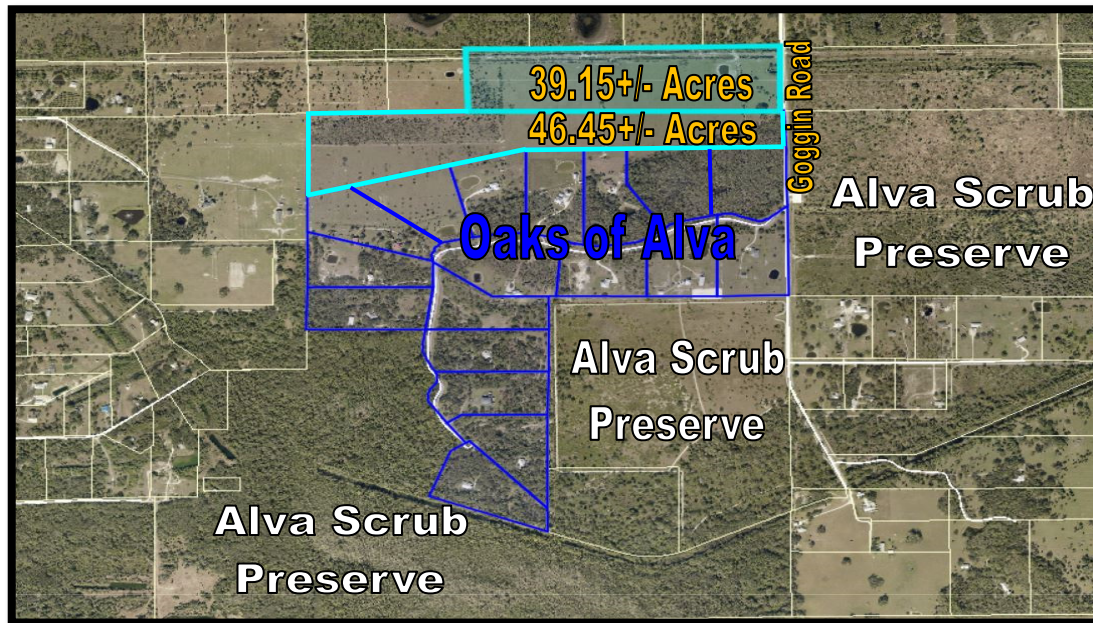 39.15+/- Acres
46.45+/- Acres
Goggin Road
Alva Scrub
Preserve
Oaks of Alva
Alva Scrub
Preserve
Alva Scrub
Preserve